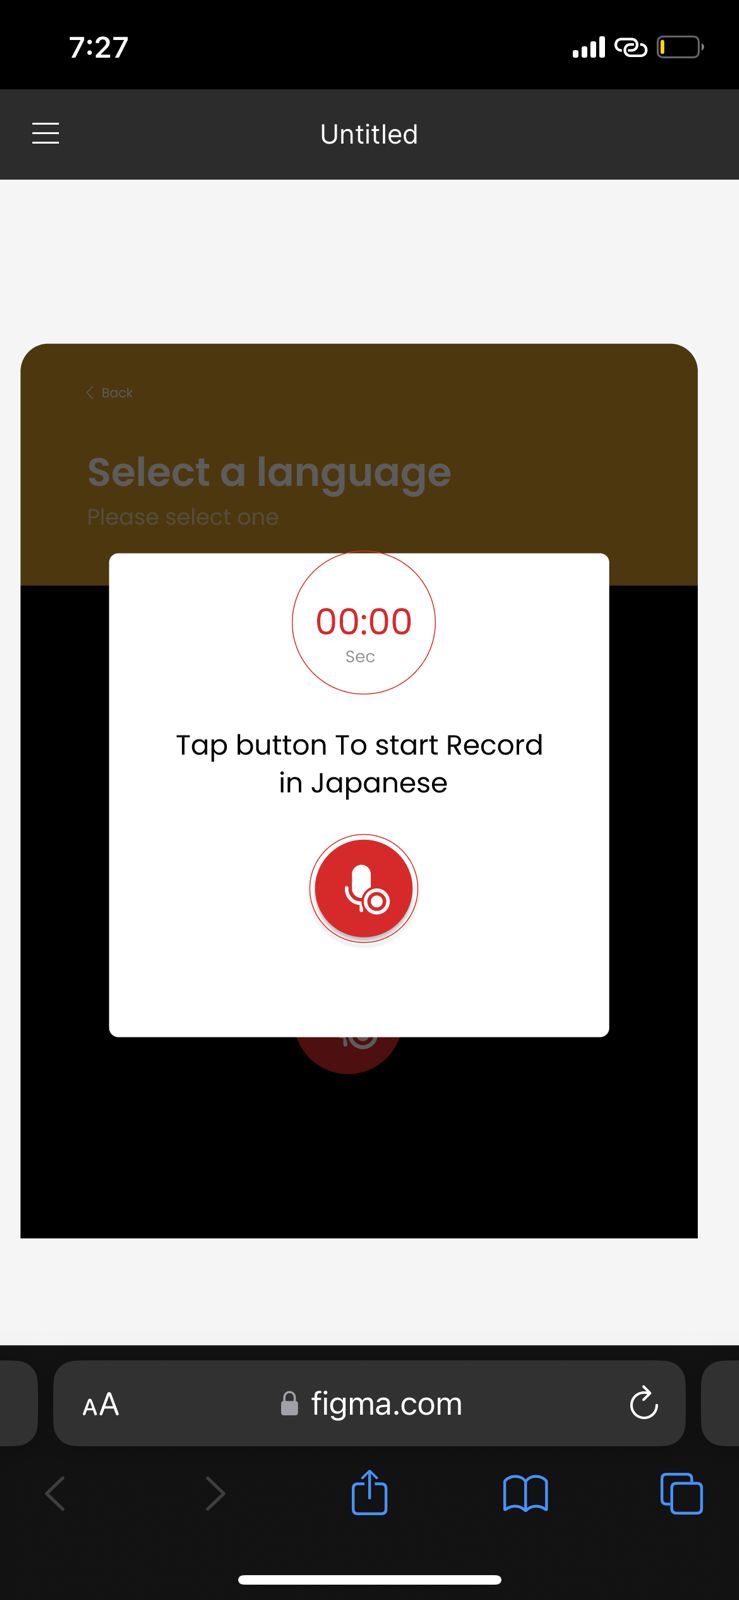 7:27
Untitled
Back
Select a language
Please select one
00:00
Sec
Tap button To start Record
in Japanese
AA
figma.com